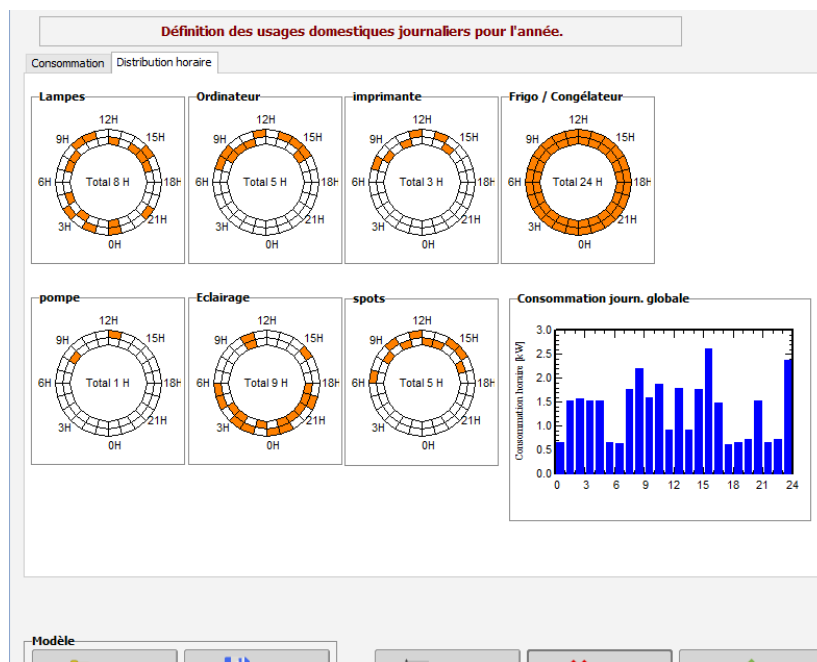 Définition des usages domestiques journaliers pour l'année.
Consommation Distribution horaire
Lampes
12H
9H 15H
6H Total 8 H 18H
3H 21H
0H
Ordinateur
12H
9H 15H
6H Total 5 H 18H
3H 21H
0H
imprimante
12H
9H 15H
6H Total 3 H 18H
3H 21H
0H
Frigo / Congélateur
12H
9H 15H
6H Total 24 H 18H
3H 21H
0H
pompe
12H
9H 15H
6H Total 1 H 18H
3H 21H
0H
Eclairage
12H
9H 15H
6H Total 9 H 18H
3H 21H
0H
spots
12H
9H 15H
6H Total 5 H 18H
3H 21H
0H
Consommation journ. globale
Consommation horaire [kW]
3.0
2.5
2.0
1.5
1.0
0.5
0.0
0 3 6 9 12 15 18 21 24
Modèle